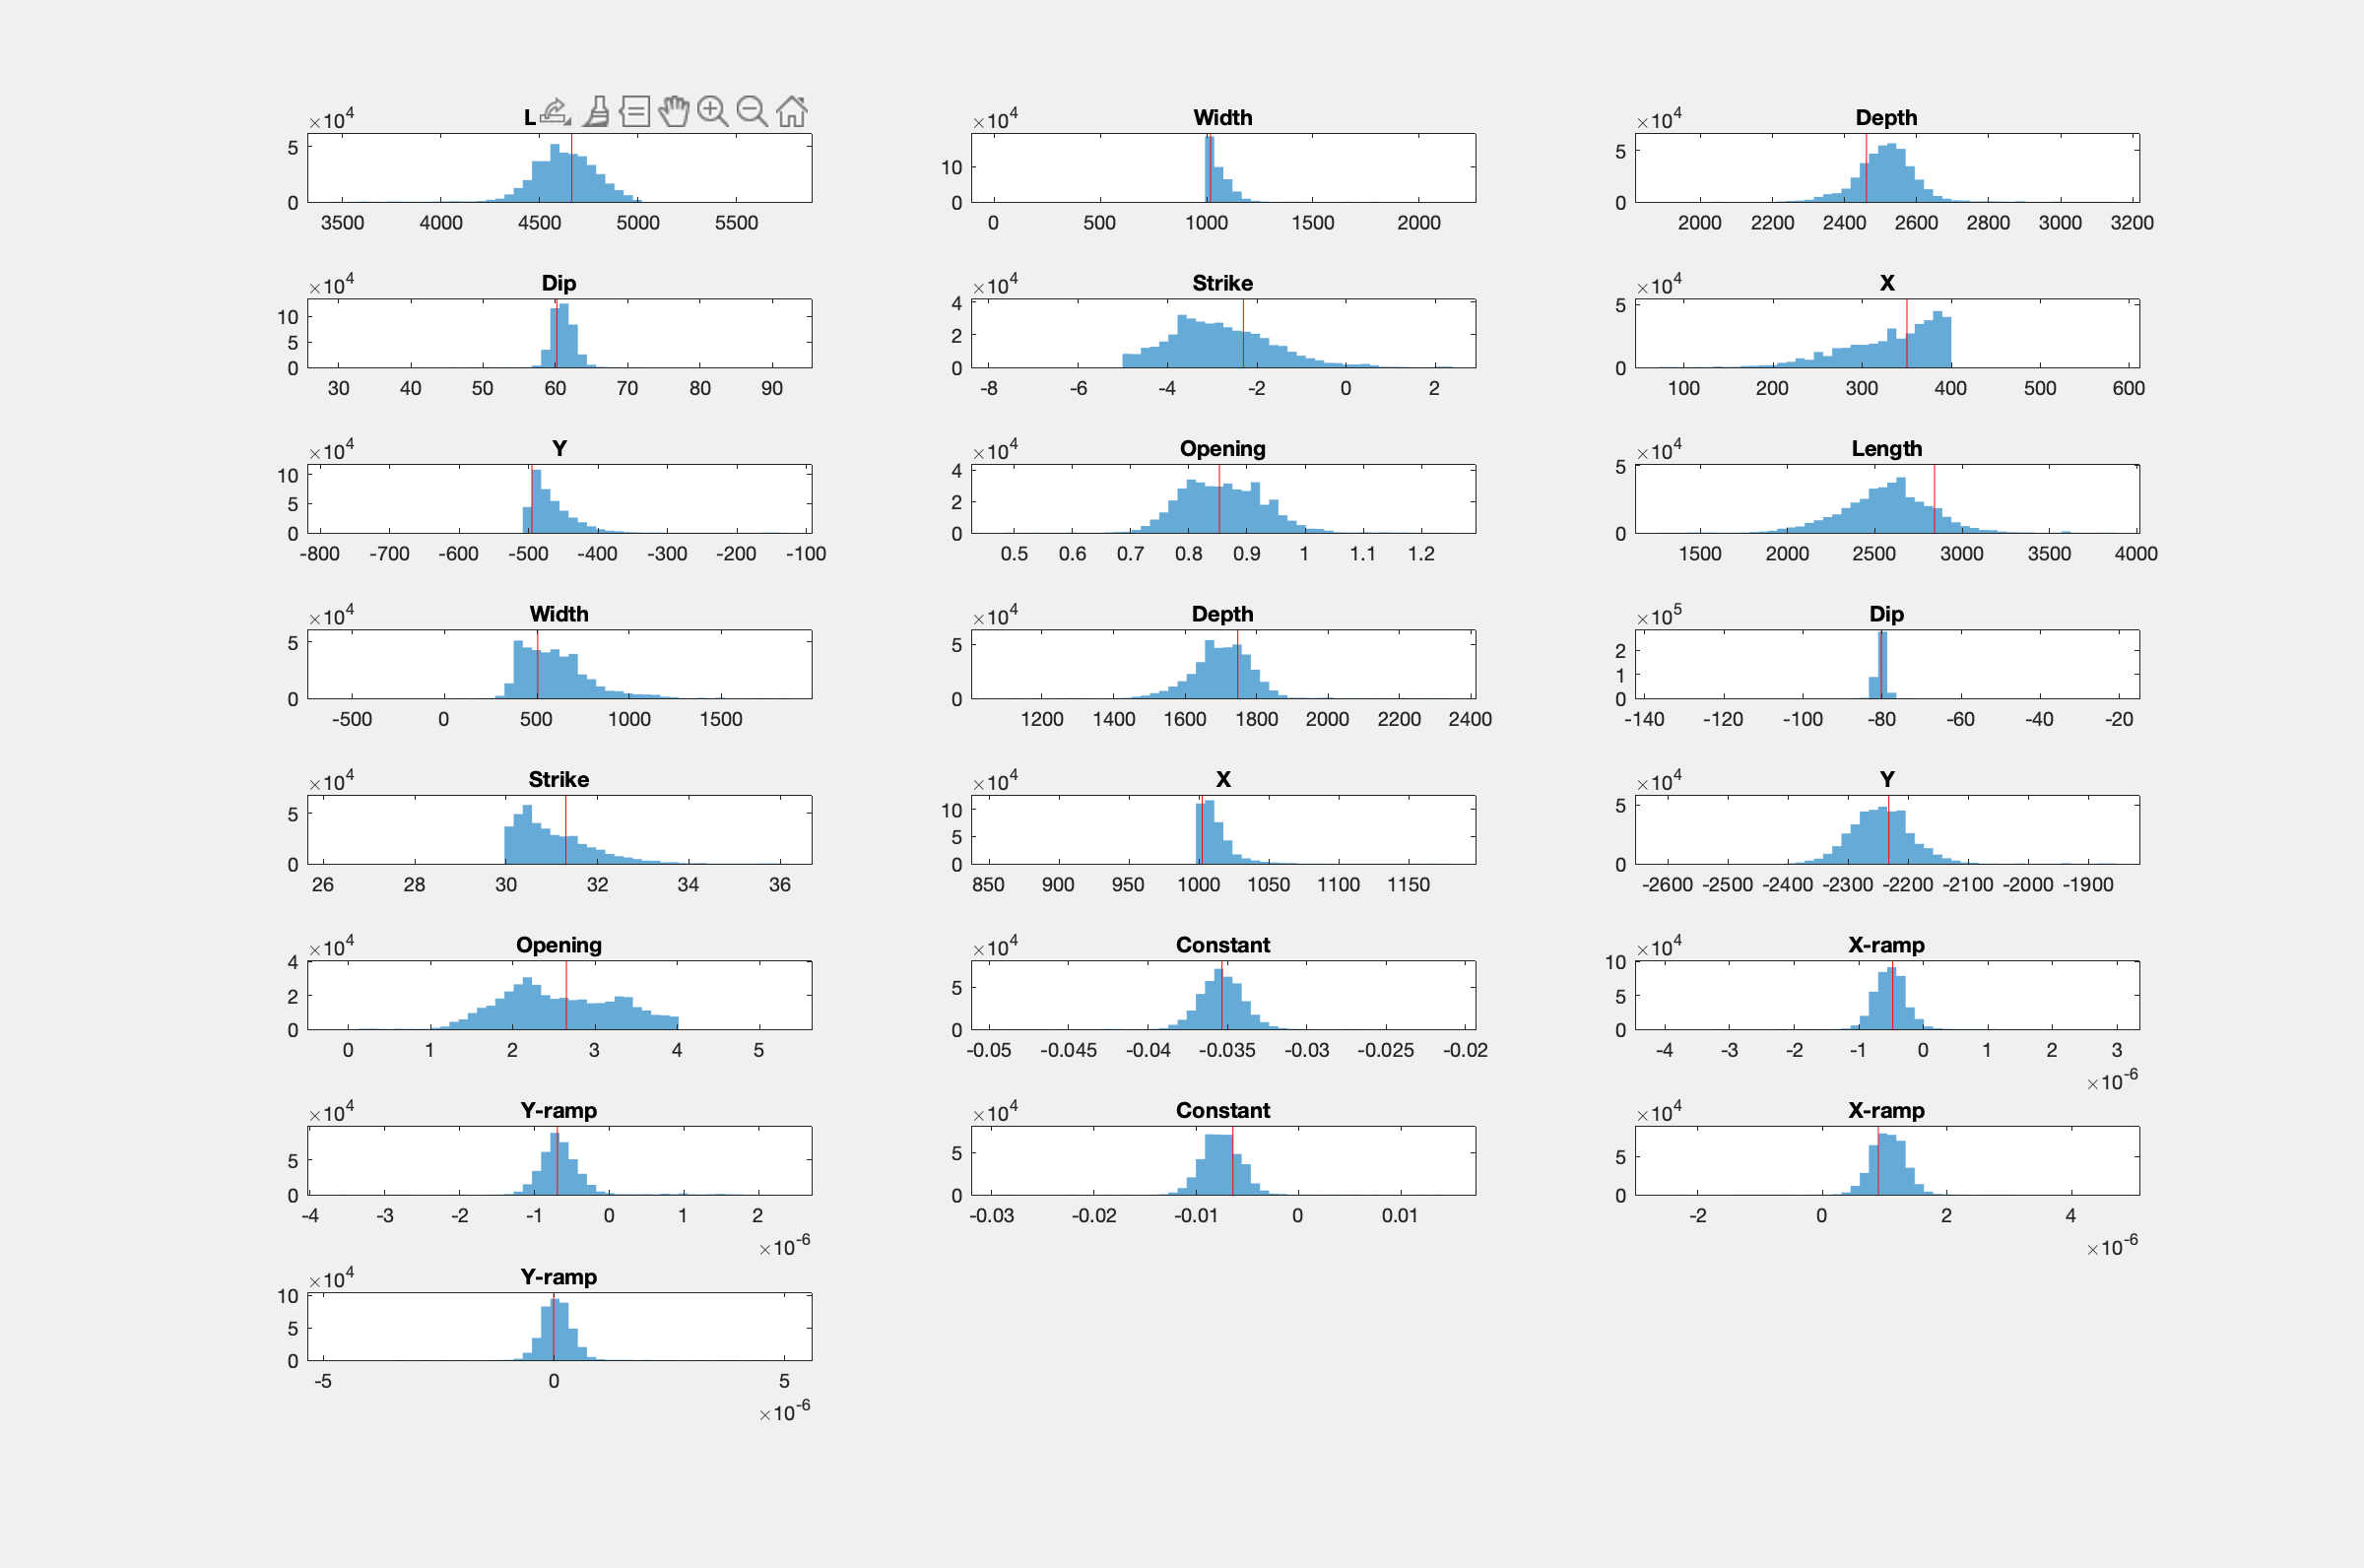 ×10^4 L
5
0
3500 4000 4500 5000 5500
×10^4 Width
10
0
0 500 1000 1500 2000
×10^4 Depth
5
0
2000 2200 2400 2600 2800 3000 3200
×10^4 Dip
10
5
0
30 40 50 60 70 80 90
×10^4 Strike
4
2
0
-8 -6 -4 -2 0 2
×10^4 X
5
0
100 200 300 400 500 600
×10^4 Y
10
5
0
-800 -700 -600 -500 -400 -300 -200 -100
×10^4 Opening
4
2
0
0.5 0.6 0.7 0.8 0.9 1 1.1 1.2
×10^4 Length
5
0
1500 2000 2500 3000 3500 4000
×10^4 Width
5
0
-500 0 500 1000 1500
×10^4 Depth
5
0
1200 1400 1600 1800 2000 2200 2400
×10^5 Dip
2
1
0
-140 -120 -100 -80 -60 -40 -20
×10^4 Strike
5
0
26 28 30 32 34 36
×10^4 X
10
5
0
850 900 950 1000 1050 1100 1150
×10^4 Y
5
0
-2600 -2500 -2400 -2300 -2200 -2100 -2000 -1900
×10^4 Opening
4
2
0
0 1 2 3 4 5
×10^4 Constant
5
0
-0.05 -0.045 -0.04 -0.035 -0.03 -0.025 -0.02
×10^4 X-ramp
10
5
0
-4 -3 -2 -1 0 1 2 3
×10^-6
×10^4 Y-ramp
5
0
-4 -3 -2 -1 0 1 2
×10^-6
×10^4 Constant
5
0
-0.03 -0.02 -0.01 0 0.01
×10^4 X-ramp
5
0
-2 0 2 4
×10^-6
×10^4 Y-ramp
10
5
0
-5 0 5
×10^-6